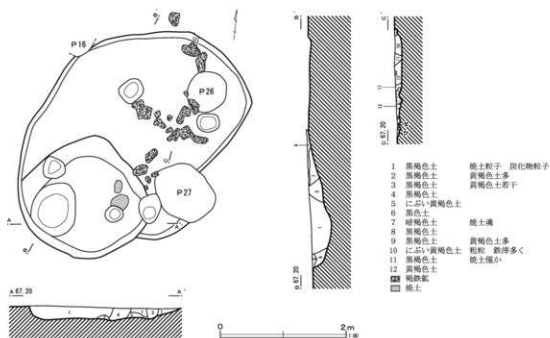 P16
P26
P27
A
A'
B
B'
C
C'
A 67.20 A'
B 67.20
C 67.20
1 黒褐色土 焼土粒子 炭化物粒子
2 黒褐色土 黄褐色土多
3 黒褐色土 黄褐色土若干
4 黒褐色土
5 にぶい黄褐色土
6 黒色土
7 暗褐色土 焼土塊
8 黒褐色土
9 黒褐色土 黄褐色土多
10 にぶい黄褐色土 粗粒 鉄滓多く
11 黒褐色土 焼土僅か
12 黄褐色土
褐鉄鉱
焼土
0 2m